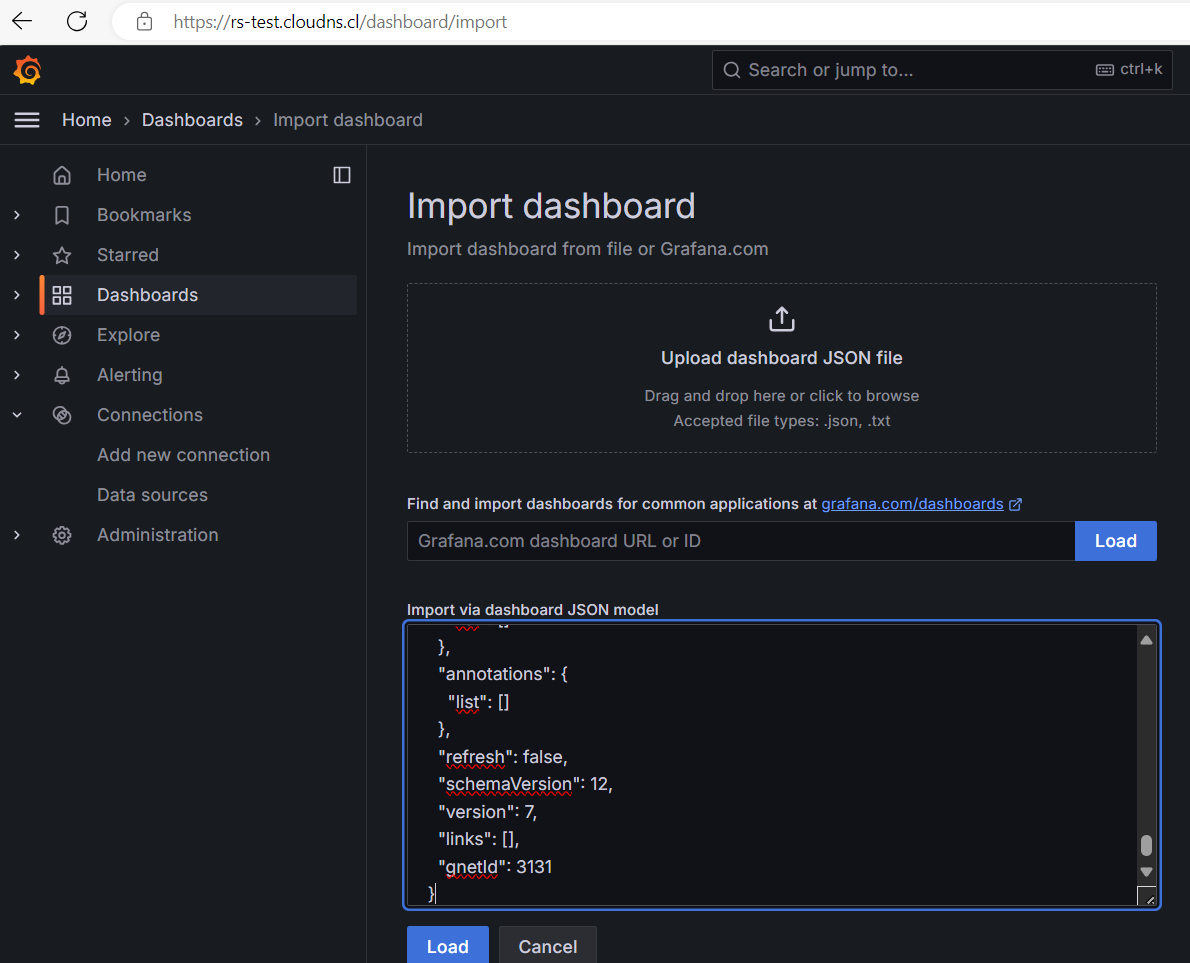 https://rs-test.cloudns.cl/dashboard/import
Search or jump to...
ctrl+k
Home › Dashboards › Import dashboard
Home
Bookmarks
Starred
Dashboards
Explore
Alerting
Connections
Add new connection
Data sources
Administration
Import dashboard
Import dashboard from file or Grafana.com
Upload dashboard JSON file
Drag and drop here or click to browse
Accepted file types: .json, .txt
Find and import dashboards for common applications at grafana.com/dashboards
Grafana.com dashboard URL or ID
Load
Import via dashboard JSON model
},
"annotations": {
"list": []
},
"refresh": false,
"schemaVersion": 12,
"version": 7,
"links": [],
"gnetId": 3131
}
Load
Cancel